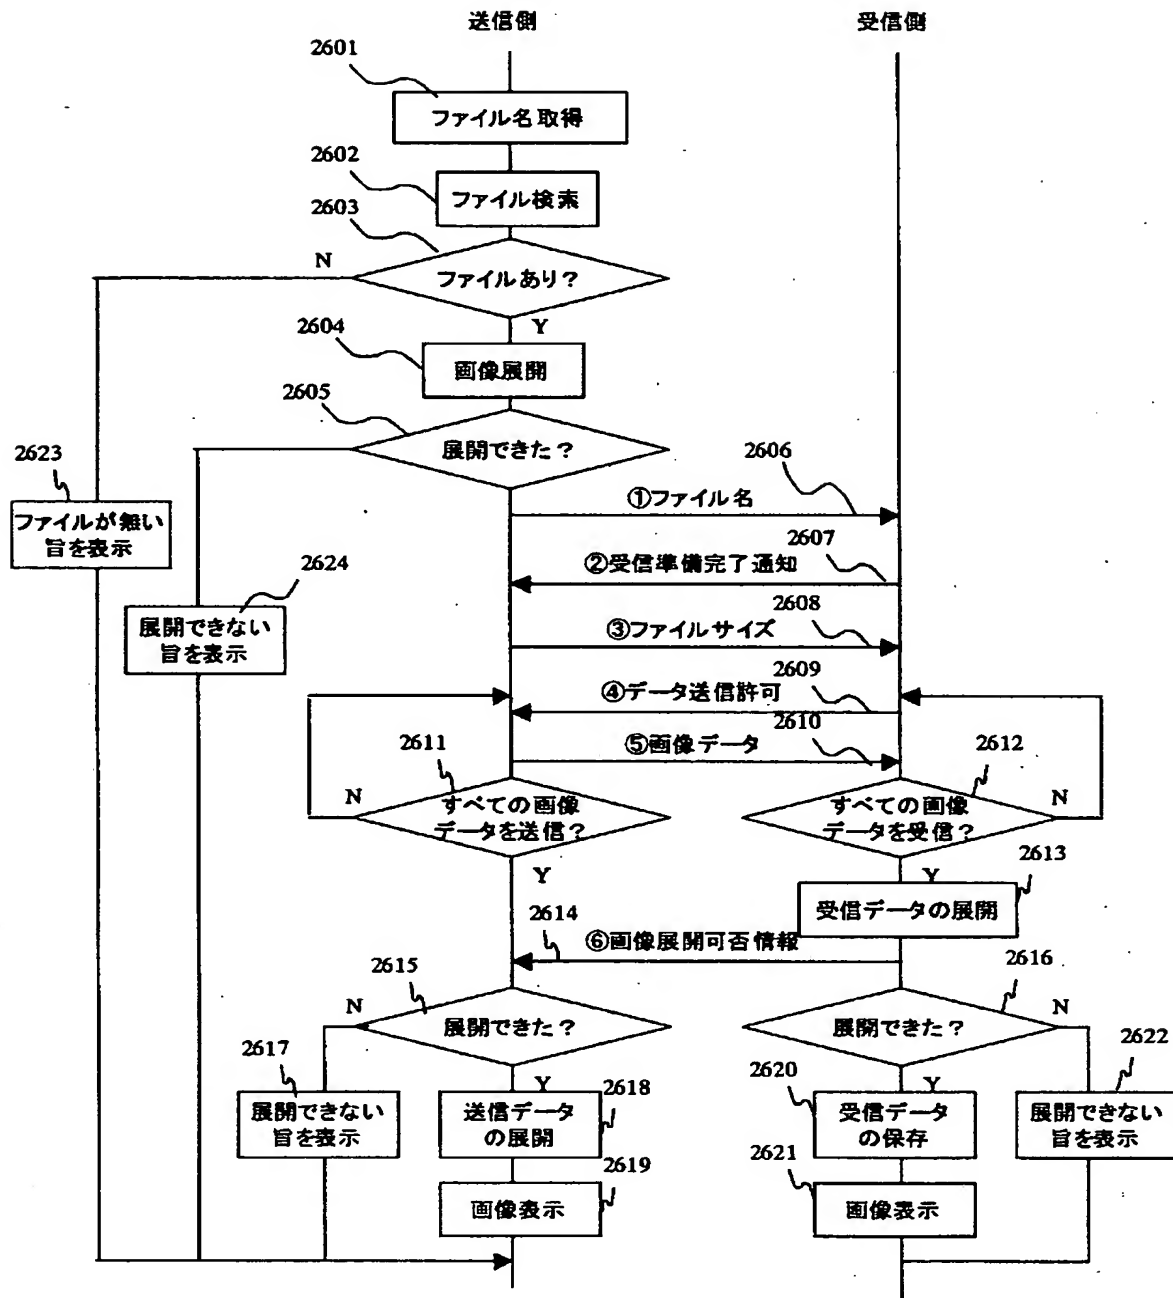 送信側
受信側
2601
ファイル名取得
2602
ファイル検索
2603
N
ファイルあり?
Y
2604
画像展開
2605
展開できた?
2623
ファイルが無い
旨を表示
2624
展開できない
旨を表示
2606
①ファイル名
2607
②受信準備完了通知
2608
③ファイルサイズ
2609
④データ送信許可
2610
⑤画像データ
2611
N
すべての画像
データを送信?
Y
2612
すべての画像
データを受信?
N
Y
2613
受信データの展開
2614
⑥画像展開可否情報
2615
N
展開できた?
Y
2616
展開できた?
N
Y
2617
展開できない
旨を表示
2618
送信データ
の展開
2619
画像表示
2620
受信データ
の保存
2621
画像表示
2622
展開できない
旨を表示